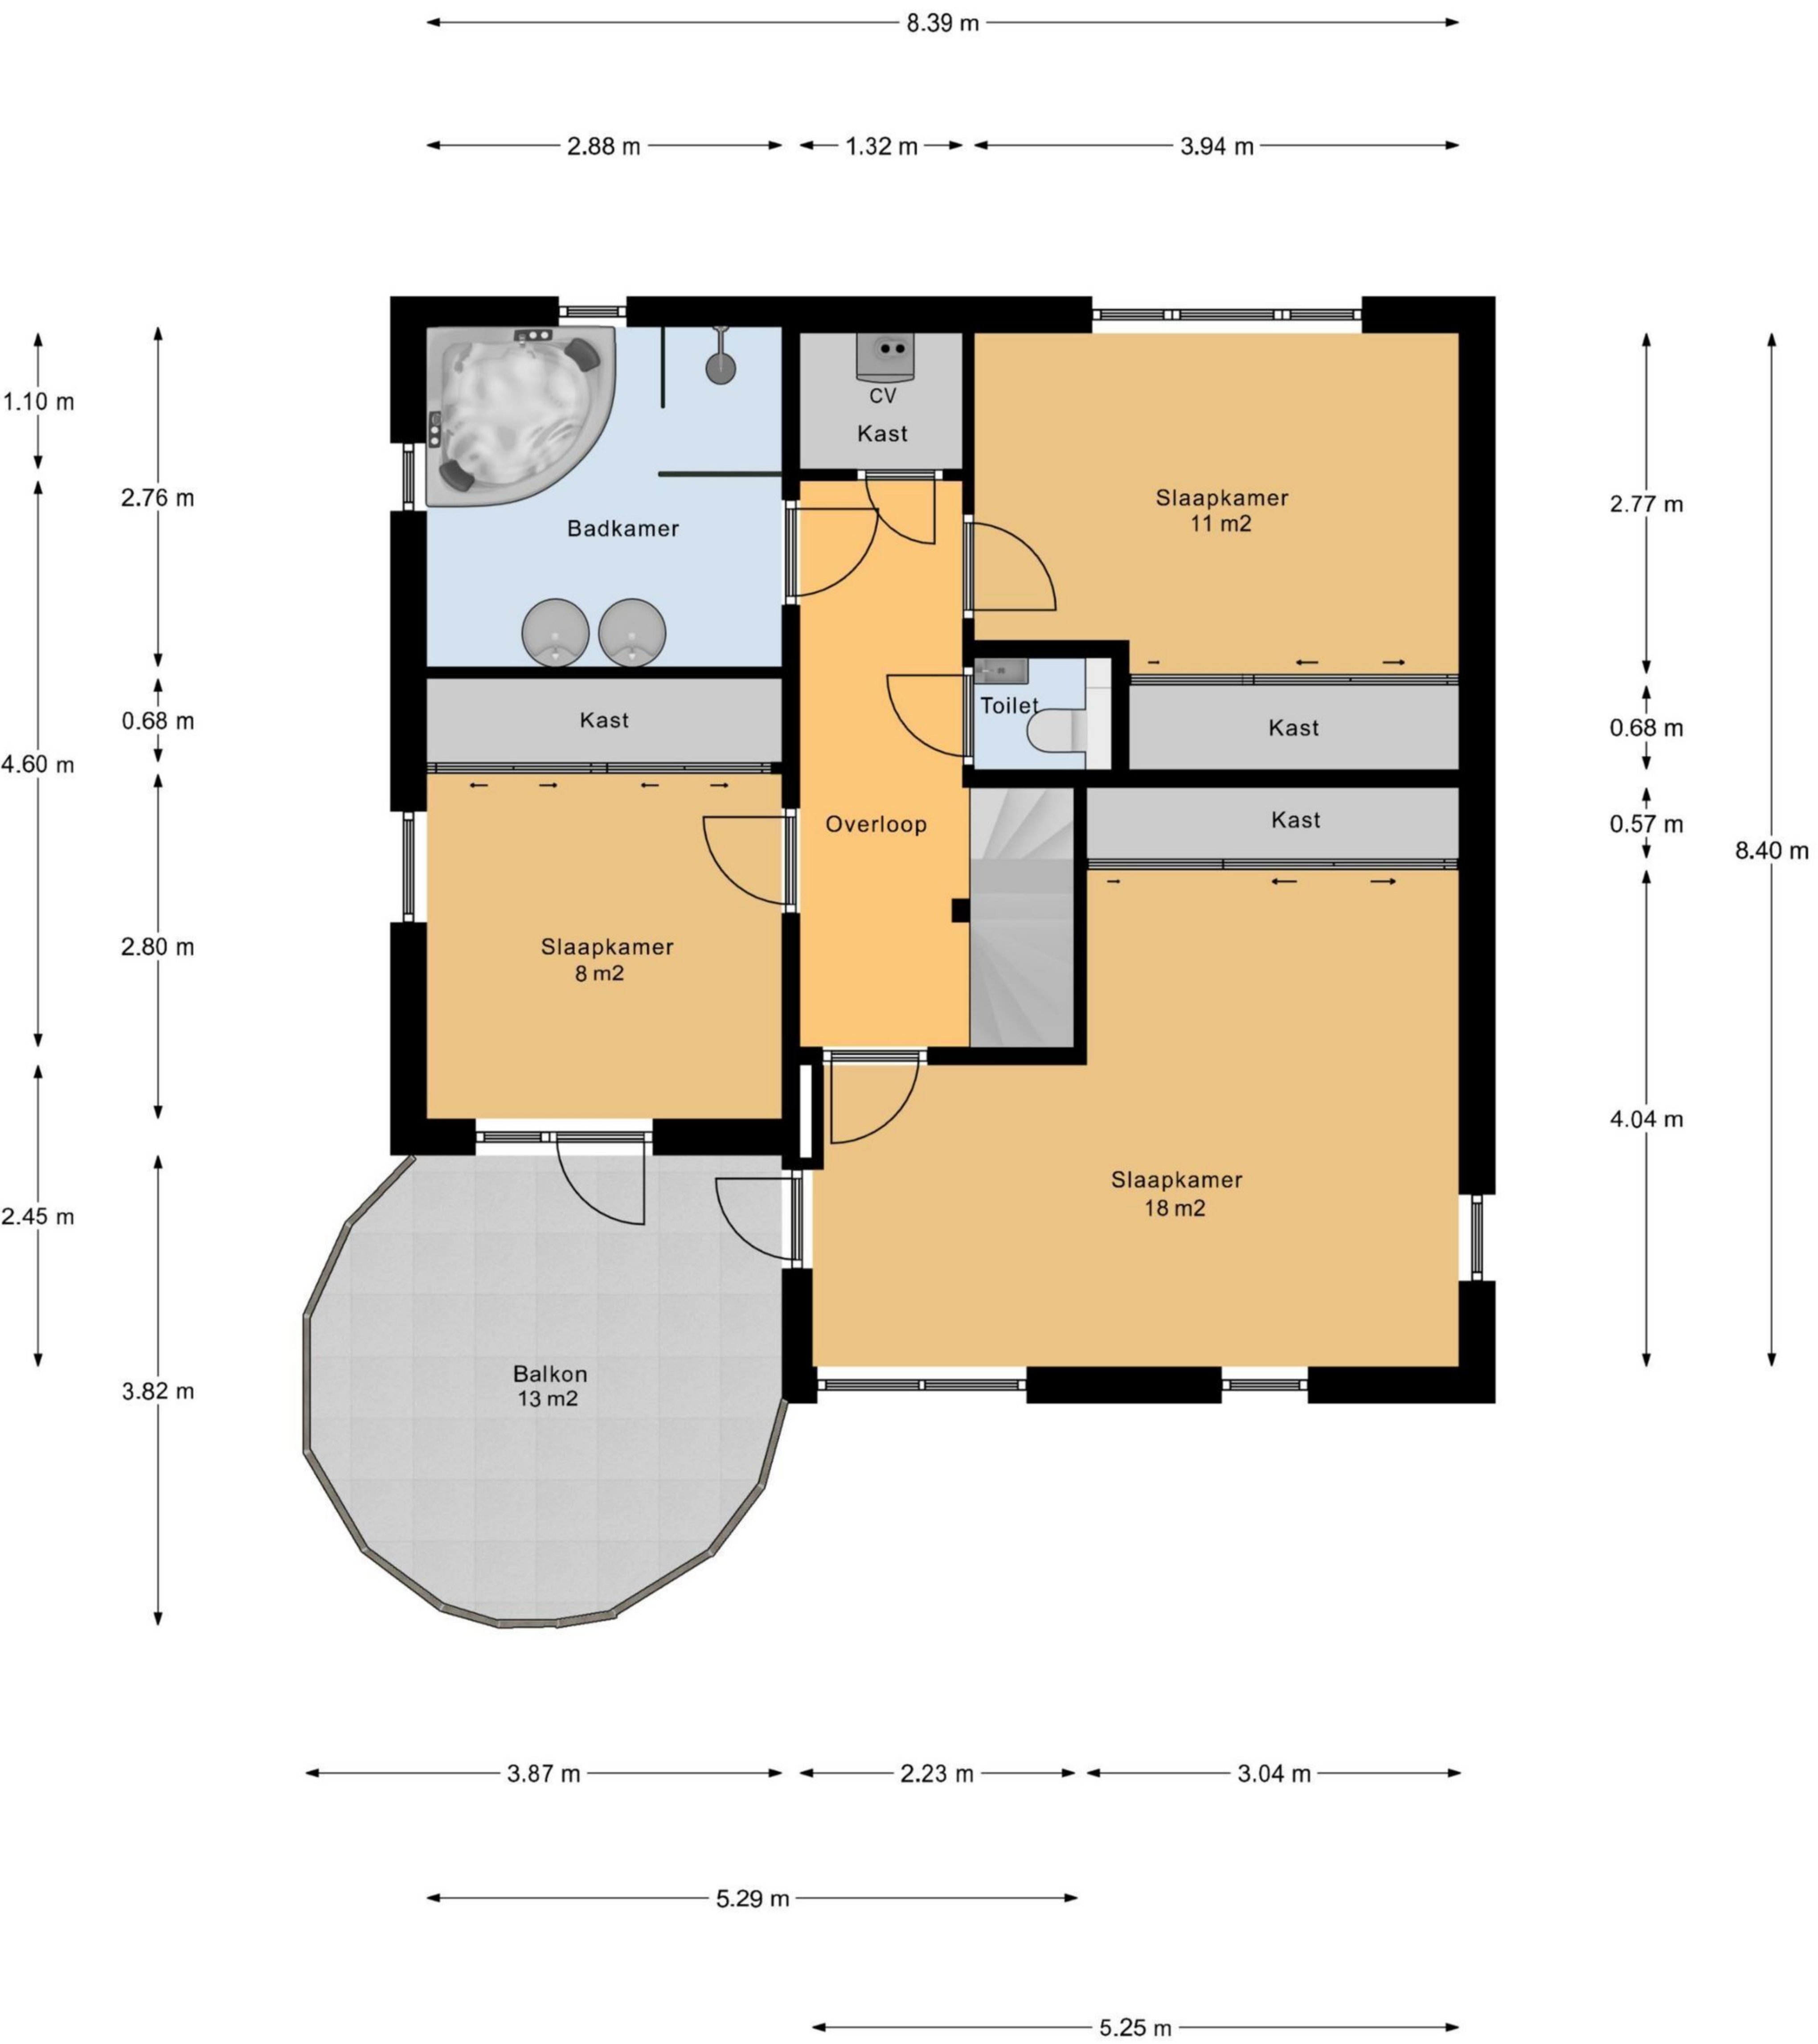 8.39 m
2.88 m
1.32 m
3.94 m
1.10 m
2.76 m
CV
Kast
Slaapkamer
11 m2
2.77 m
Badkamer
Toilet
Kast
0.68 m
Kast
0.68 m
4.60 m
Overloop
Kast
0.57 m
8.40 m
Slaapkamer
8 m2
2.80 m
4.04 m
Slaapkamer
18 m2
2.45 m
Balkon
13 m2
3.82 m
3.87 m
2.23 m
3.04 m
5.29 m
5.25 m